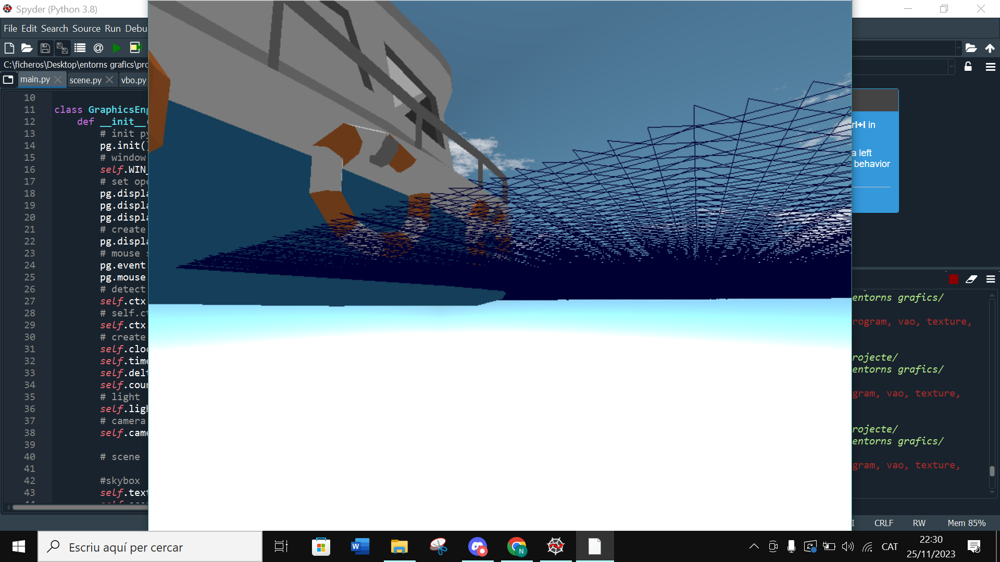 Spyder (Python 3.8)
File Edit Search Source Run Debu
C:\ficheros\Desktop\entorns grafics\pro
main.py scene.py vbo.py
10
11 class GraphicsEng
12 def __init__(
13 # init py
14 pg.init()
15 # window
16 self.WIN_
17 # set ope
18 pg.displa
19 pg.displa
20 pg.displa
21 # create
22 pg.displa
23 # mouse s
24 pg.event
25 pg.mouse
26 # detect
27 self.ctx
28 # self.ct
29 self.ctx
30 # create
31 self.cloc
32 self.time
33 self.delt
34 self.coun
35 # light
36 self.ligh
37 # camera
38 self.came
39
40 # scene
41
42 #skybox
43 self.text
rl+I in
a left
behavior
entorns grafics/
rogram, vao, texture,
rojecte/
entorns grafics/
gram, vao, texture,
rojecte/
entorns grafics/
gram, vao, texture,
CRLF RW Mem 85%
Escriu aquí per cercar
CAT
22:30
25/11/2023